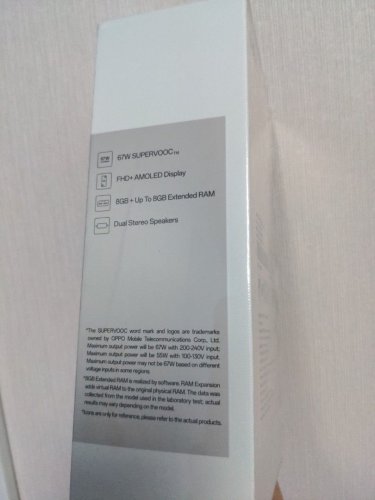 67W
67W SUPERVOOC™
FHD+ AMOLED Display
8GB + Up To 8GB Extended RAM
Dual Stereo Speakers
*The SUPERVOOC word mark and logos are trademarks
owned by OPPO Mobile Telecommunications Corp., Ltd.
Maximum output power will be 67W with 200-240V input;
Maximum output power will be 55W with 100-130V input.
Maximum output power may not be 67W based on different
voltage inputs in some regions.
*8GB Extended RAM is realized by software. RAM Expansion
adds virtual RAM to the original physical RAM. The data was
collected from the model used in the laboratory test; actual
results may vary depending on the model.
*Icons are only for reference, please refer to the actual products.